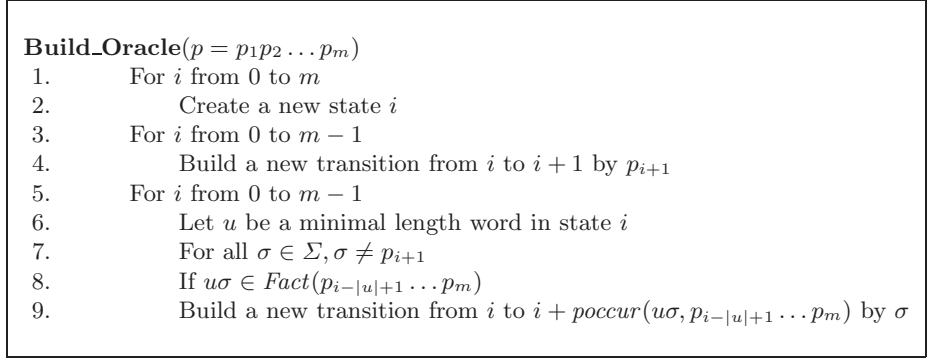 Build_Oracle(p = p₁p₂ … pₘ)
1. For i from 0 to m
2. Create a new state i
3. For i from 0 to m − 1
4. Build a new transition from i to i + 1 by pᵢ₊₁
5. For i from 0 to m − 1
6. Let u be a minimal length word in state i
7. For all σ ∈ Σ, σ ≠ pᵢ₊₁
8. If uσ ∈ Fact(pᵢ₋|ᵤ|₊₁ … pₘ)
9. Build a new transition from i to i + poccur(uσ, pᵢ₋|ᵤ|₊₁ … pₘ) by σ